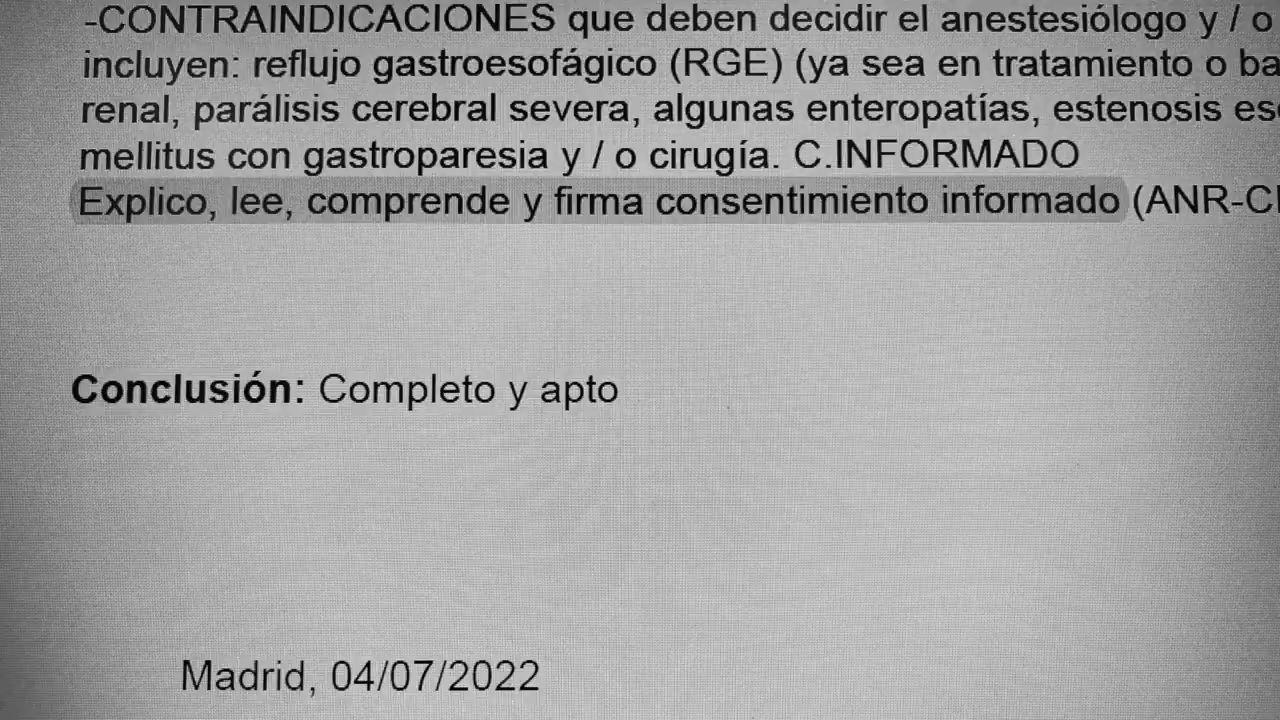 -CONTRAINDICACIONES que deben decidir el anestesiólogo y / o
incluyen: reflujo gastroesofágico (RGE) (ya sea en tratamiento o
renal, parálisis cerebral severa, algunas enteropatías, estenosis
mellitus con gastroparesia y / o cirugía. C.INFORMADO
Explico, lee, comprende y firma consentimiento informado
Conclusión: Completo y apto
Madrid, 04/07/2022